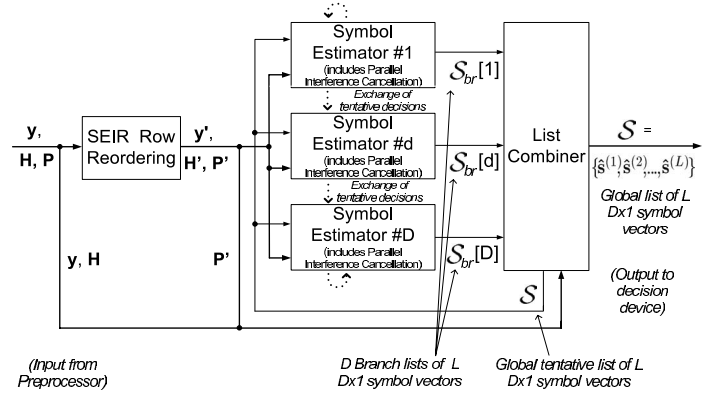 y,
H, P
SEIR Row
Reordering
y',
H', P'
Symbol
Estimator #1
(includes Parallel
Interference Cancellation)
Exchange of
tentative decisions
Symbol
Estimator #d
(includes Parallel
Interference Cancellation)
Exchange of
tentative decisions
Symbol
Estimator #D
(includes Parallel
Interference Cancellation)
𝒮br[1]
𝒮br[d]
𝒮br[D]
List
Combiner
𝒮 =
{ŝ(1),ŝ(2),...,ŝ(L)}
Global list of L
Dx1 symbol
vectors
(Output to
decision
device)
y, H
P'
𝒮
(Input from
Preprocessor)
D Branch lists of L
Dx1 symbol vectors
Global tentative list of L
Dx1 symbol vectors